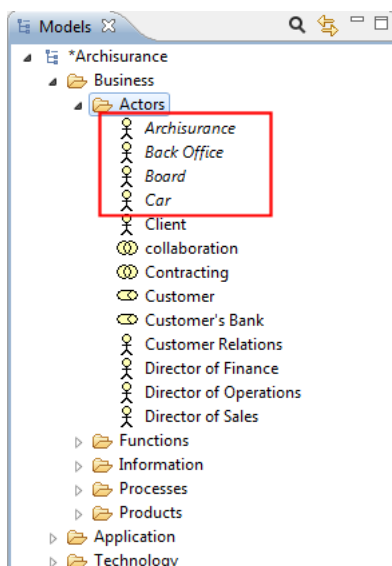 Models
*Archisurance
Business
Actors
Archisurance
Back Office
Board
Car
Client
collaboration
Contracting
Customer
Customer's Bank
Customer Relations
Director of Finance
Director of Operations
Director of Sales
Functions
Information
Processes
Products
Application
Technology